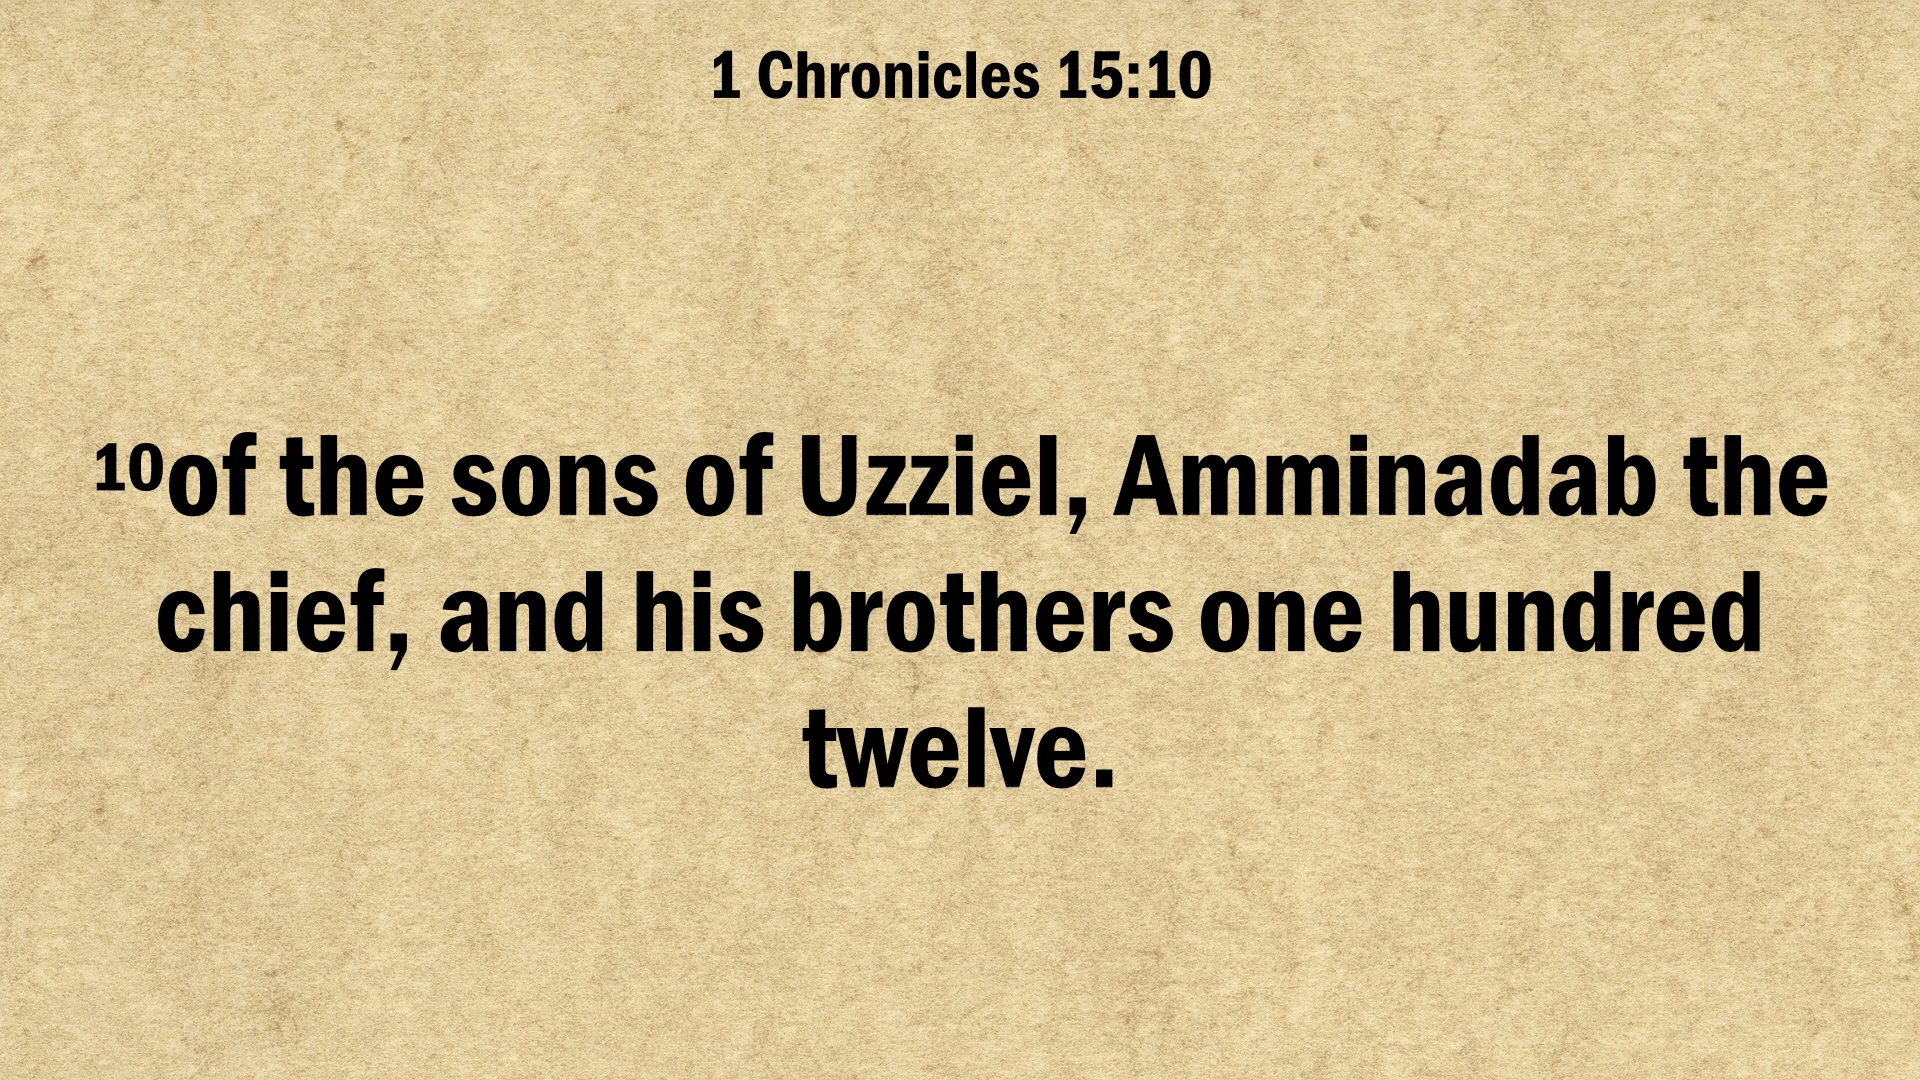 1 Chronicles 15:10
¹⁰of the sons of Uzziel, Amminadab the
chief, and his brothers one hundred
twelve.